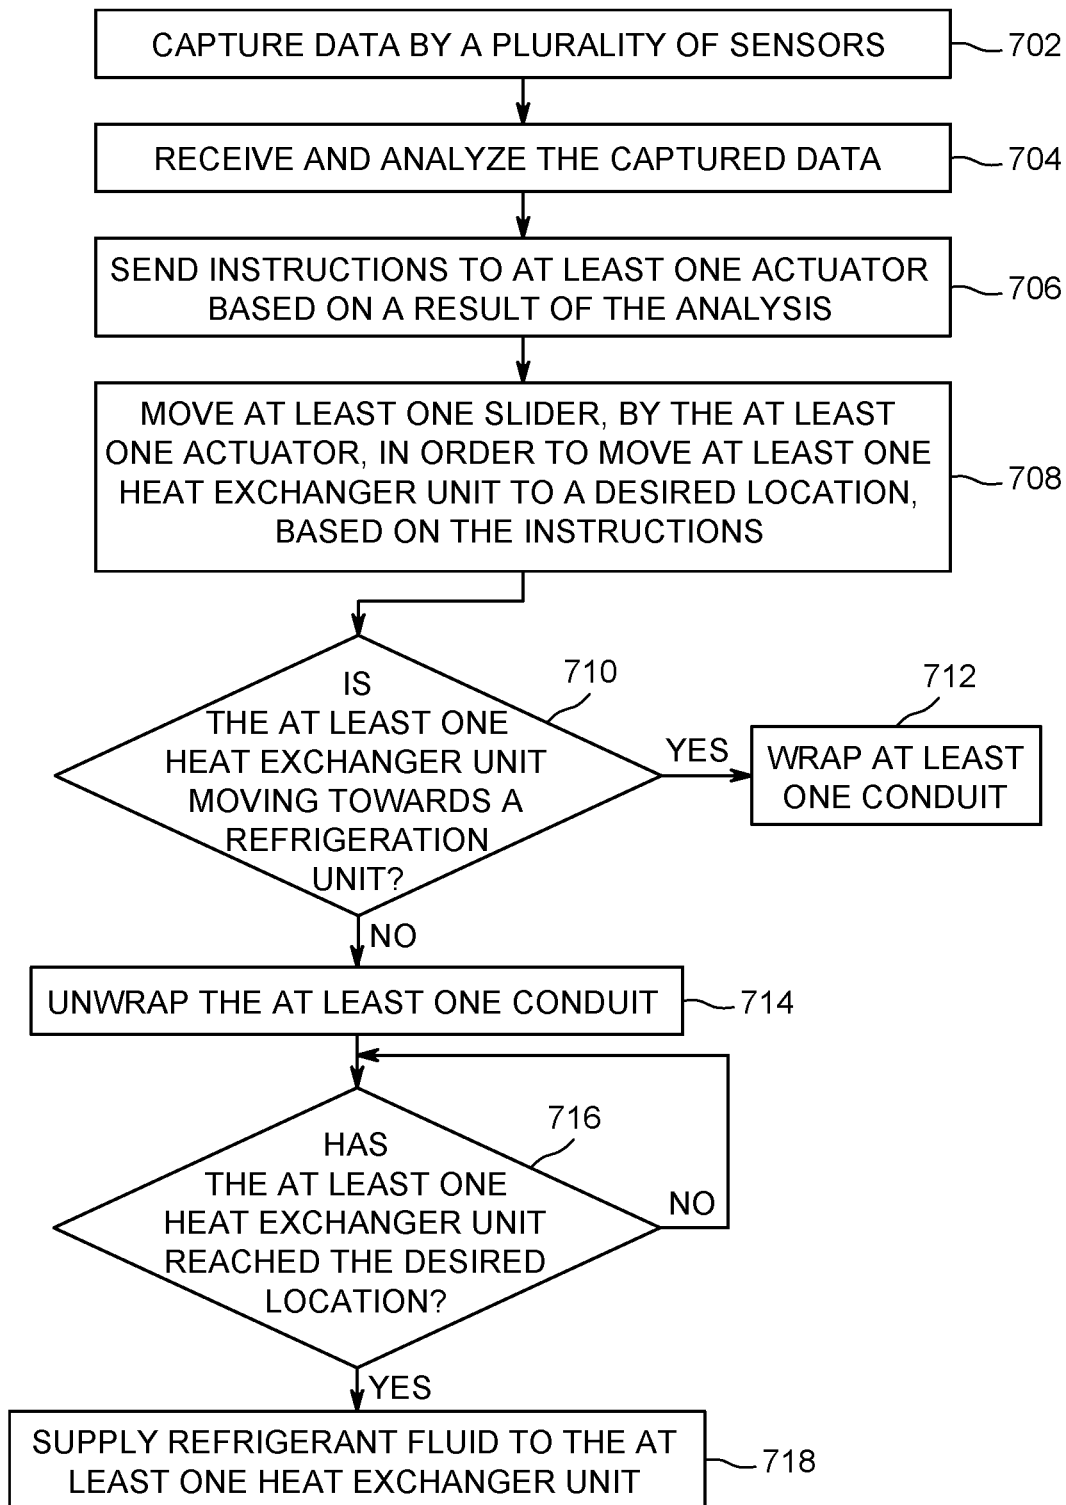 CAPTURE DATA BY A PLURALITY OF SENSORS
702
RECEIVE AND ANALYZE THE CAPTURED DATA
704
SEND INSTRUCTIONS TO AT LEAST ONE ACTUATOR
BASED ON A RESULT OF THE ANALYSIS
706
MOVE AT LEAST ONE SLIDER, BY THE AT LEAST
ONE ACTUATOR, IN ORDER TO MOVE AT LEAST ONE
HEAT EXCHANGER UNIT TO A DESIRED LOCATION,
BASED ON THE INSTRUCTIONS
708
IS
THE AT LEAST ONE
HEAT EXCHANGER UNIT
MOVING TOWARDS A
REFRIGERATION
UNIT?
710
YES
712
WRAP AT LEAST
ONE CONDUIT
NO
UNWRAP THE AT LEAST ONE CONDUIT
714
HAS
THE AT LEAST ONE
HEAT EXCHANGER UNIT
REACHED THE DESIRED
LOCATION?
716
NO
YES
SUPPLY REFRIGERANT FLUID TO THE AT
LEAST ONE HEAT EXCHANGER UNIT
718